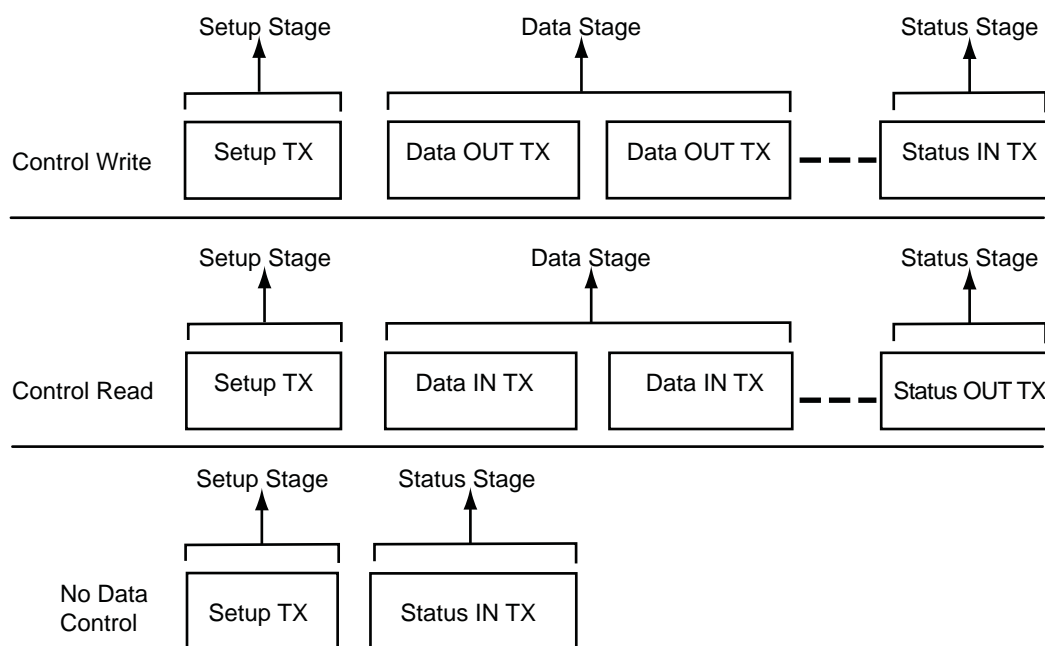 Setup Stage Data Stage Status Stage
Control Write Setup TX Data OUT TX Data OUT TX Status IN TX
Setup Stage Data Stage Status Stage
Control Read Setup TX Data IN TX Data IN TX Status OUT TX
Setup Stage Status Stage
No Data
Control
Setup TX Status IN TX